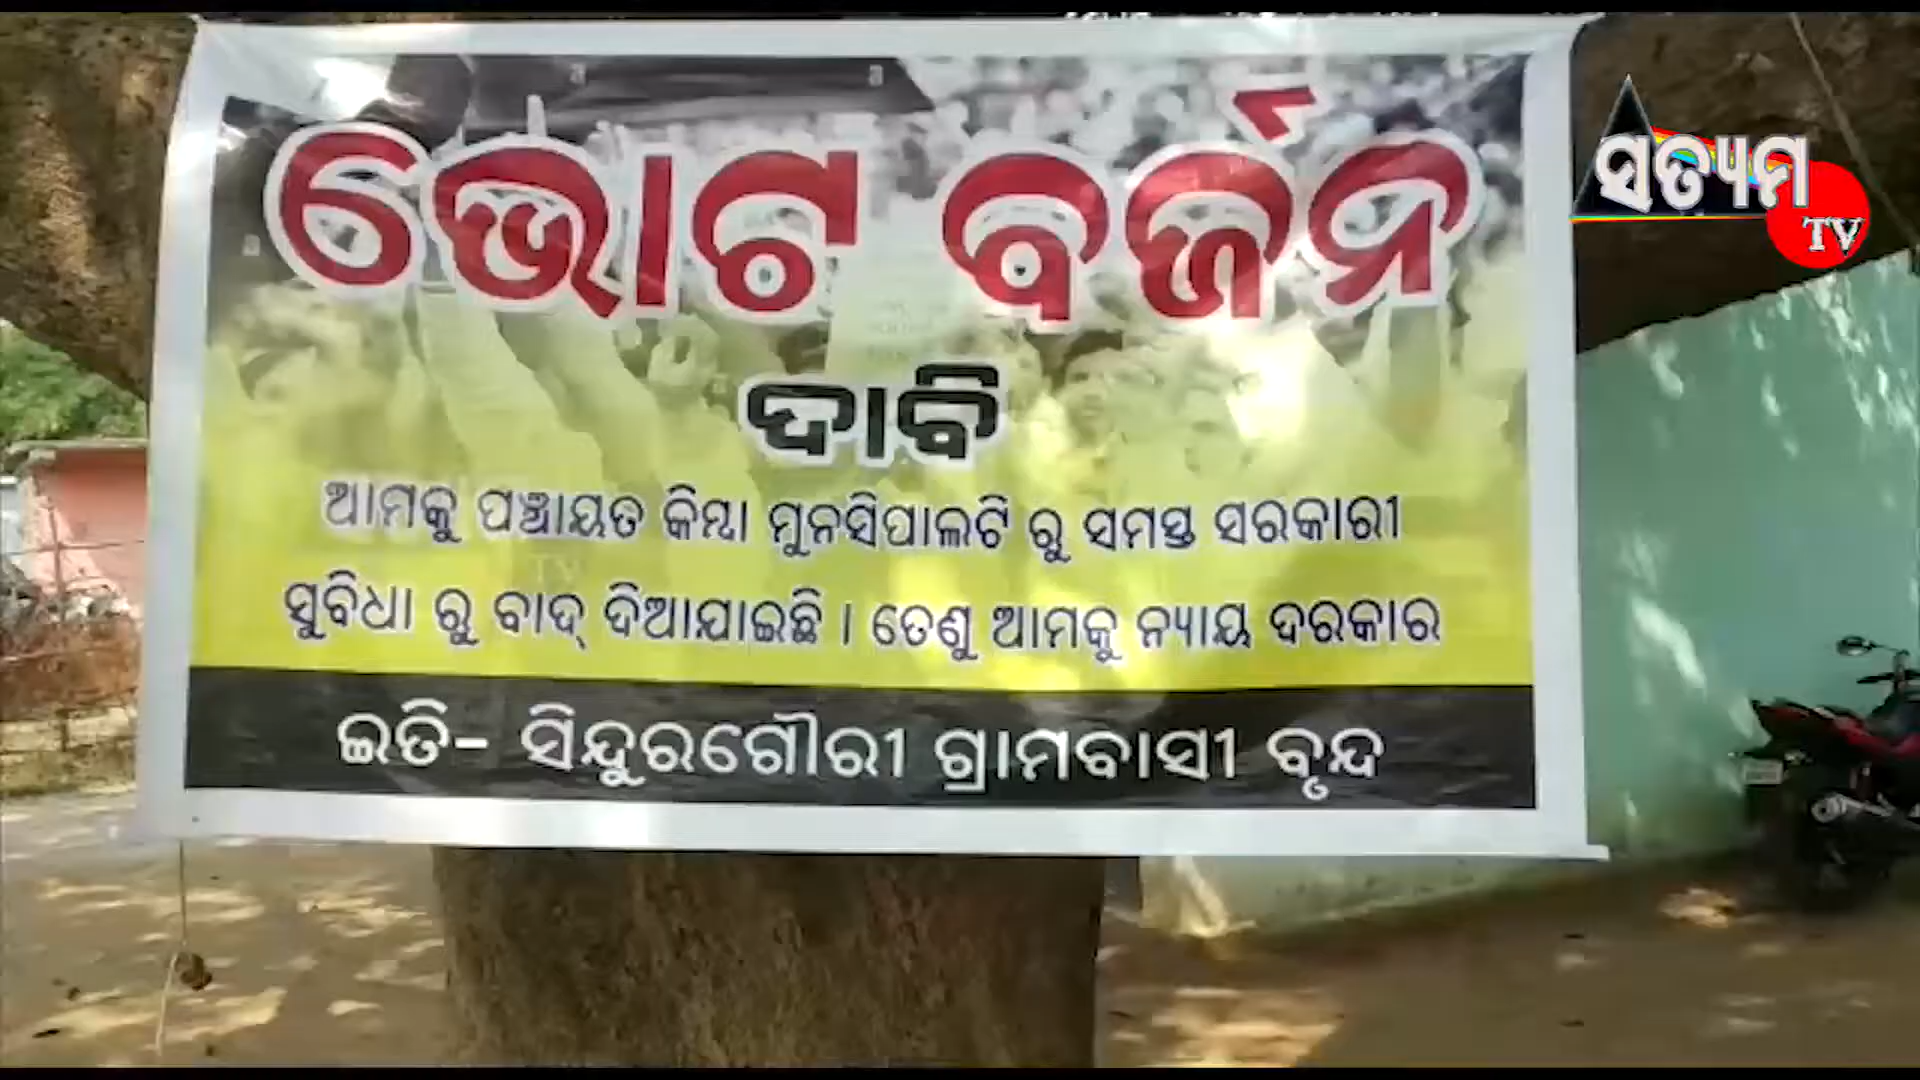 ଭୋଟ ବର୍ଜନ
ଦାବି
ଆମକୁ ପଞ୍ଚାୟତ କିମ୍ବା ମୁନସିପାଲଟି ରୁ ସମସ୍ତ ସରକାରୀ
ସୁବିଧା ରୁ ବାଦ୍ ଦିଆଯାଇଛି । ତେଣୁ ଆମକୁ ନ୍ୟାୟ ଦରକାର
ଇତି- ସିନ୍ଦୁରଗୌରୀ ଗ୍ରାମବାସୀ ବୃନ୍ଦ
ସତ୍ୟମ
TV